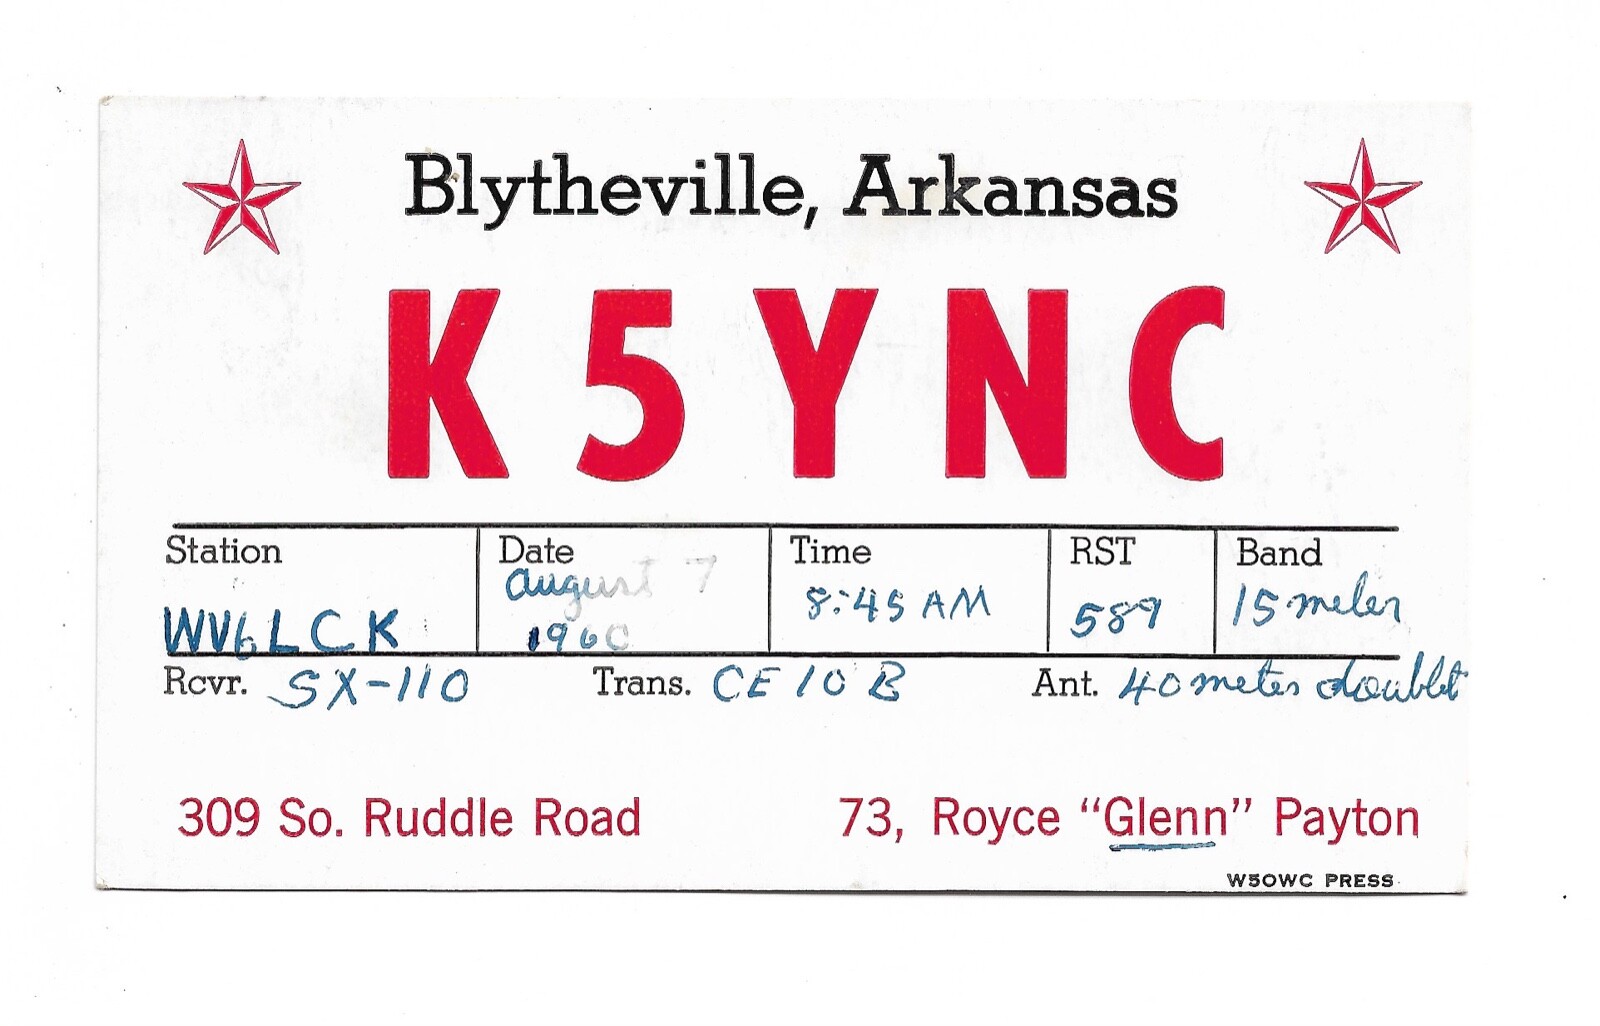 Blytheville, Arkansas
K5YNC
Station Date Time RST Band
WV6LCK August 7 1960 8:45 AM 589 15 meter
Rcvr. SX-110 Trans. CE 10 B Ant. 40 meter doublet
309 So. Ruddle Road 73, Royce “Glenn” Payton
W5OWC PRESS